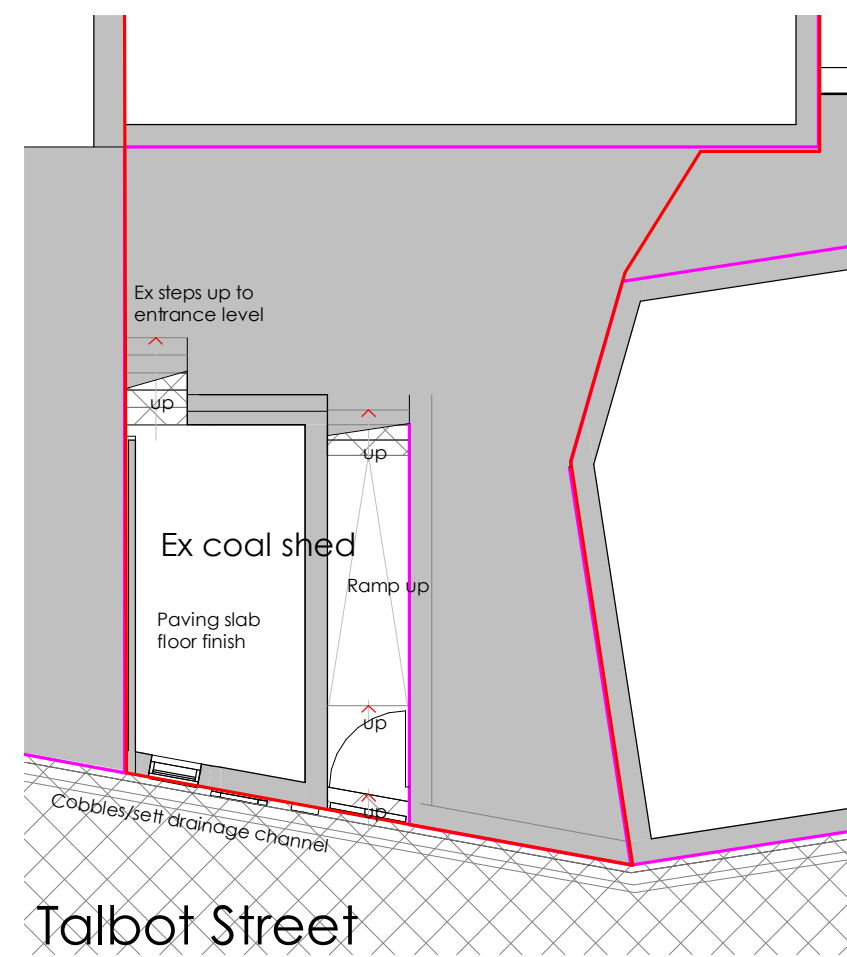 Ex steps up to
entrance level
up
up
Ex coal shed
Ramp up
Paving slab
floor finish
up
up
Cobbles/sett drainage channel
Talbot Street